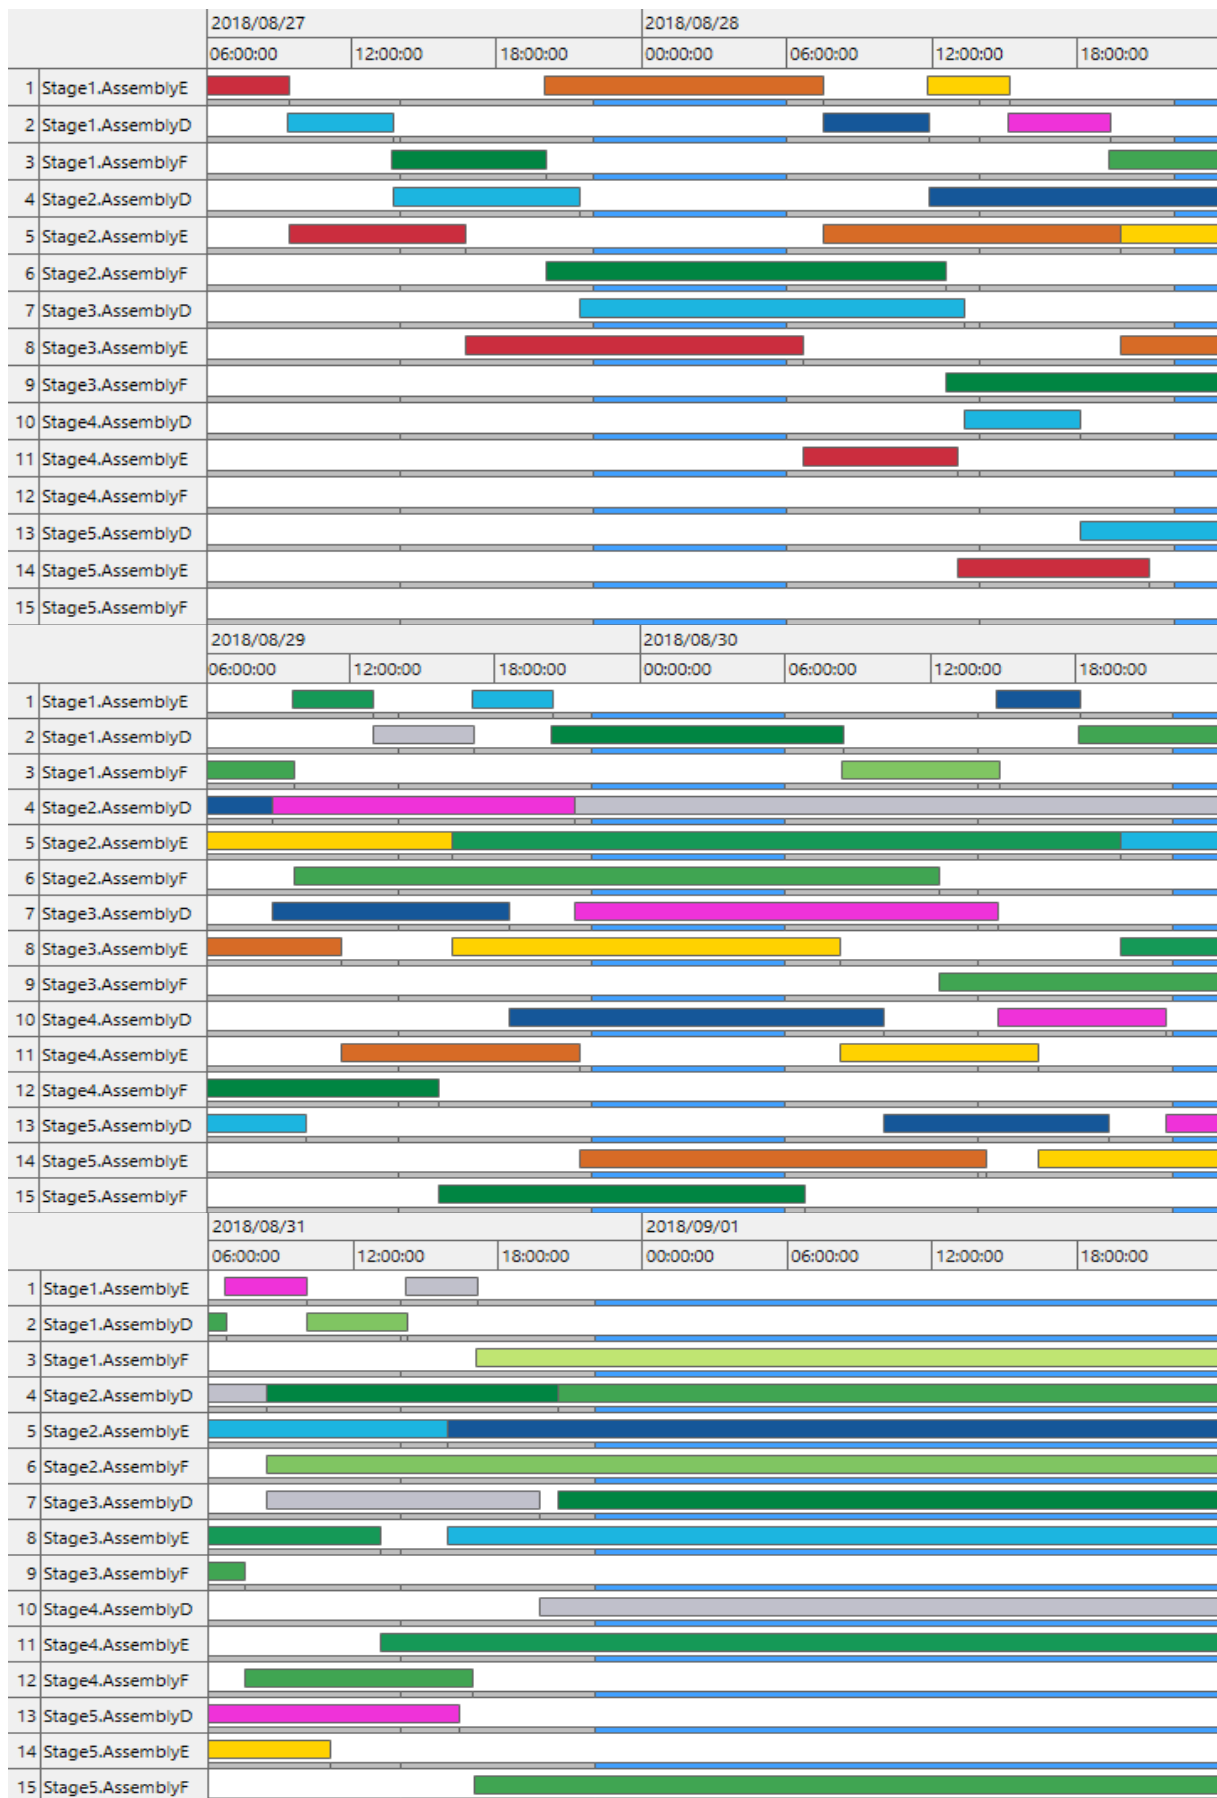 2018/08/27 2018/08/28
06:00:00 12:00:00 18:00:00 00:00:00 06:00:00 12:00:00 18:00:00
1 Stage1.AssemblyE
2 Stage1.AssemblyD
3 Stage1.AssemblyF
4 Stage2.AssemblyD
5 Stage2.AssemblyE
6 Stage2.AssemblyF
7 Stage3.AssemblyD
8 Stage3.AssemblyE
9 Stage3.AssemblyF
10 Stage4.AssemblyD
11 Stage4.AssemblyE
12 Stage4.AssemblyF
13 Stage5.AssemblyD
14 Stage5.AssemblyE
15 Stage5.AssemblyF
2018/08/29 2018/08/30
06:00:00 12:00:00 18:00:00 00:00:00 06:00:00 12:00:00 18:00:00
1 Stage1.AssemblyE
2 Stage1.AssemblyD
3 Stage1.AssemblyF
4 Stage2.AssemblyD
5 Stage2.AssemblyE
6 Stage2.AssemblyF
7 Stage3.AssemblyD
8 Stage3.AssemblyE
9 Stage3.AssemblyF
10 Stage4.AssemblyD
11 Stage4.AssemblyE
12 Stage4.AssemblyF
13 Stage5.AssemblyD
14 Stage5.AssemblyE
15 Stage5.AssemblyF
2018/08/31 2018/09/01
06:00:00 12:00:00 18:00:00 00:00:00 06:00:00 12:00:00 18:00:00
1 Stage1.AssemblyE
2 Stage1.AssemblyD
3 Stage1.AssemblyF
4 Stage2.AssemblyD
5 Stage2.AssemblyE
6 Stage2.AssemblyF
7 Stage3.AssemblyD
8 Stage3.AssemblyE
9 Stage3.AssemblyF
10 Stage4.AssemblyD
11 Stage4.AssemblyE
12 Stage4.AssemblyF
13 Stage5.AssemblyD
14 Stage5.AssemblyE
15 Stage5.AssemblyF